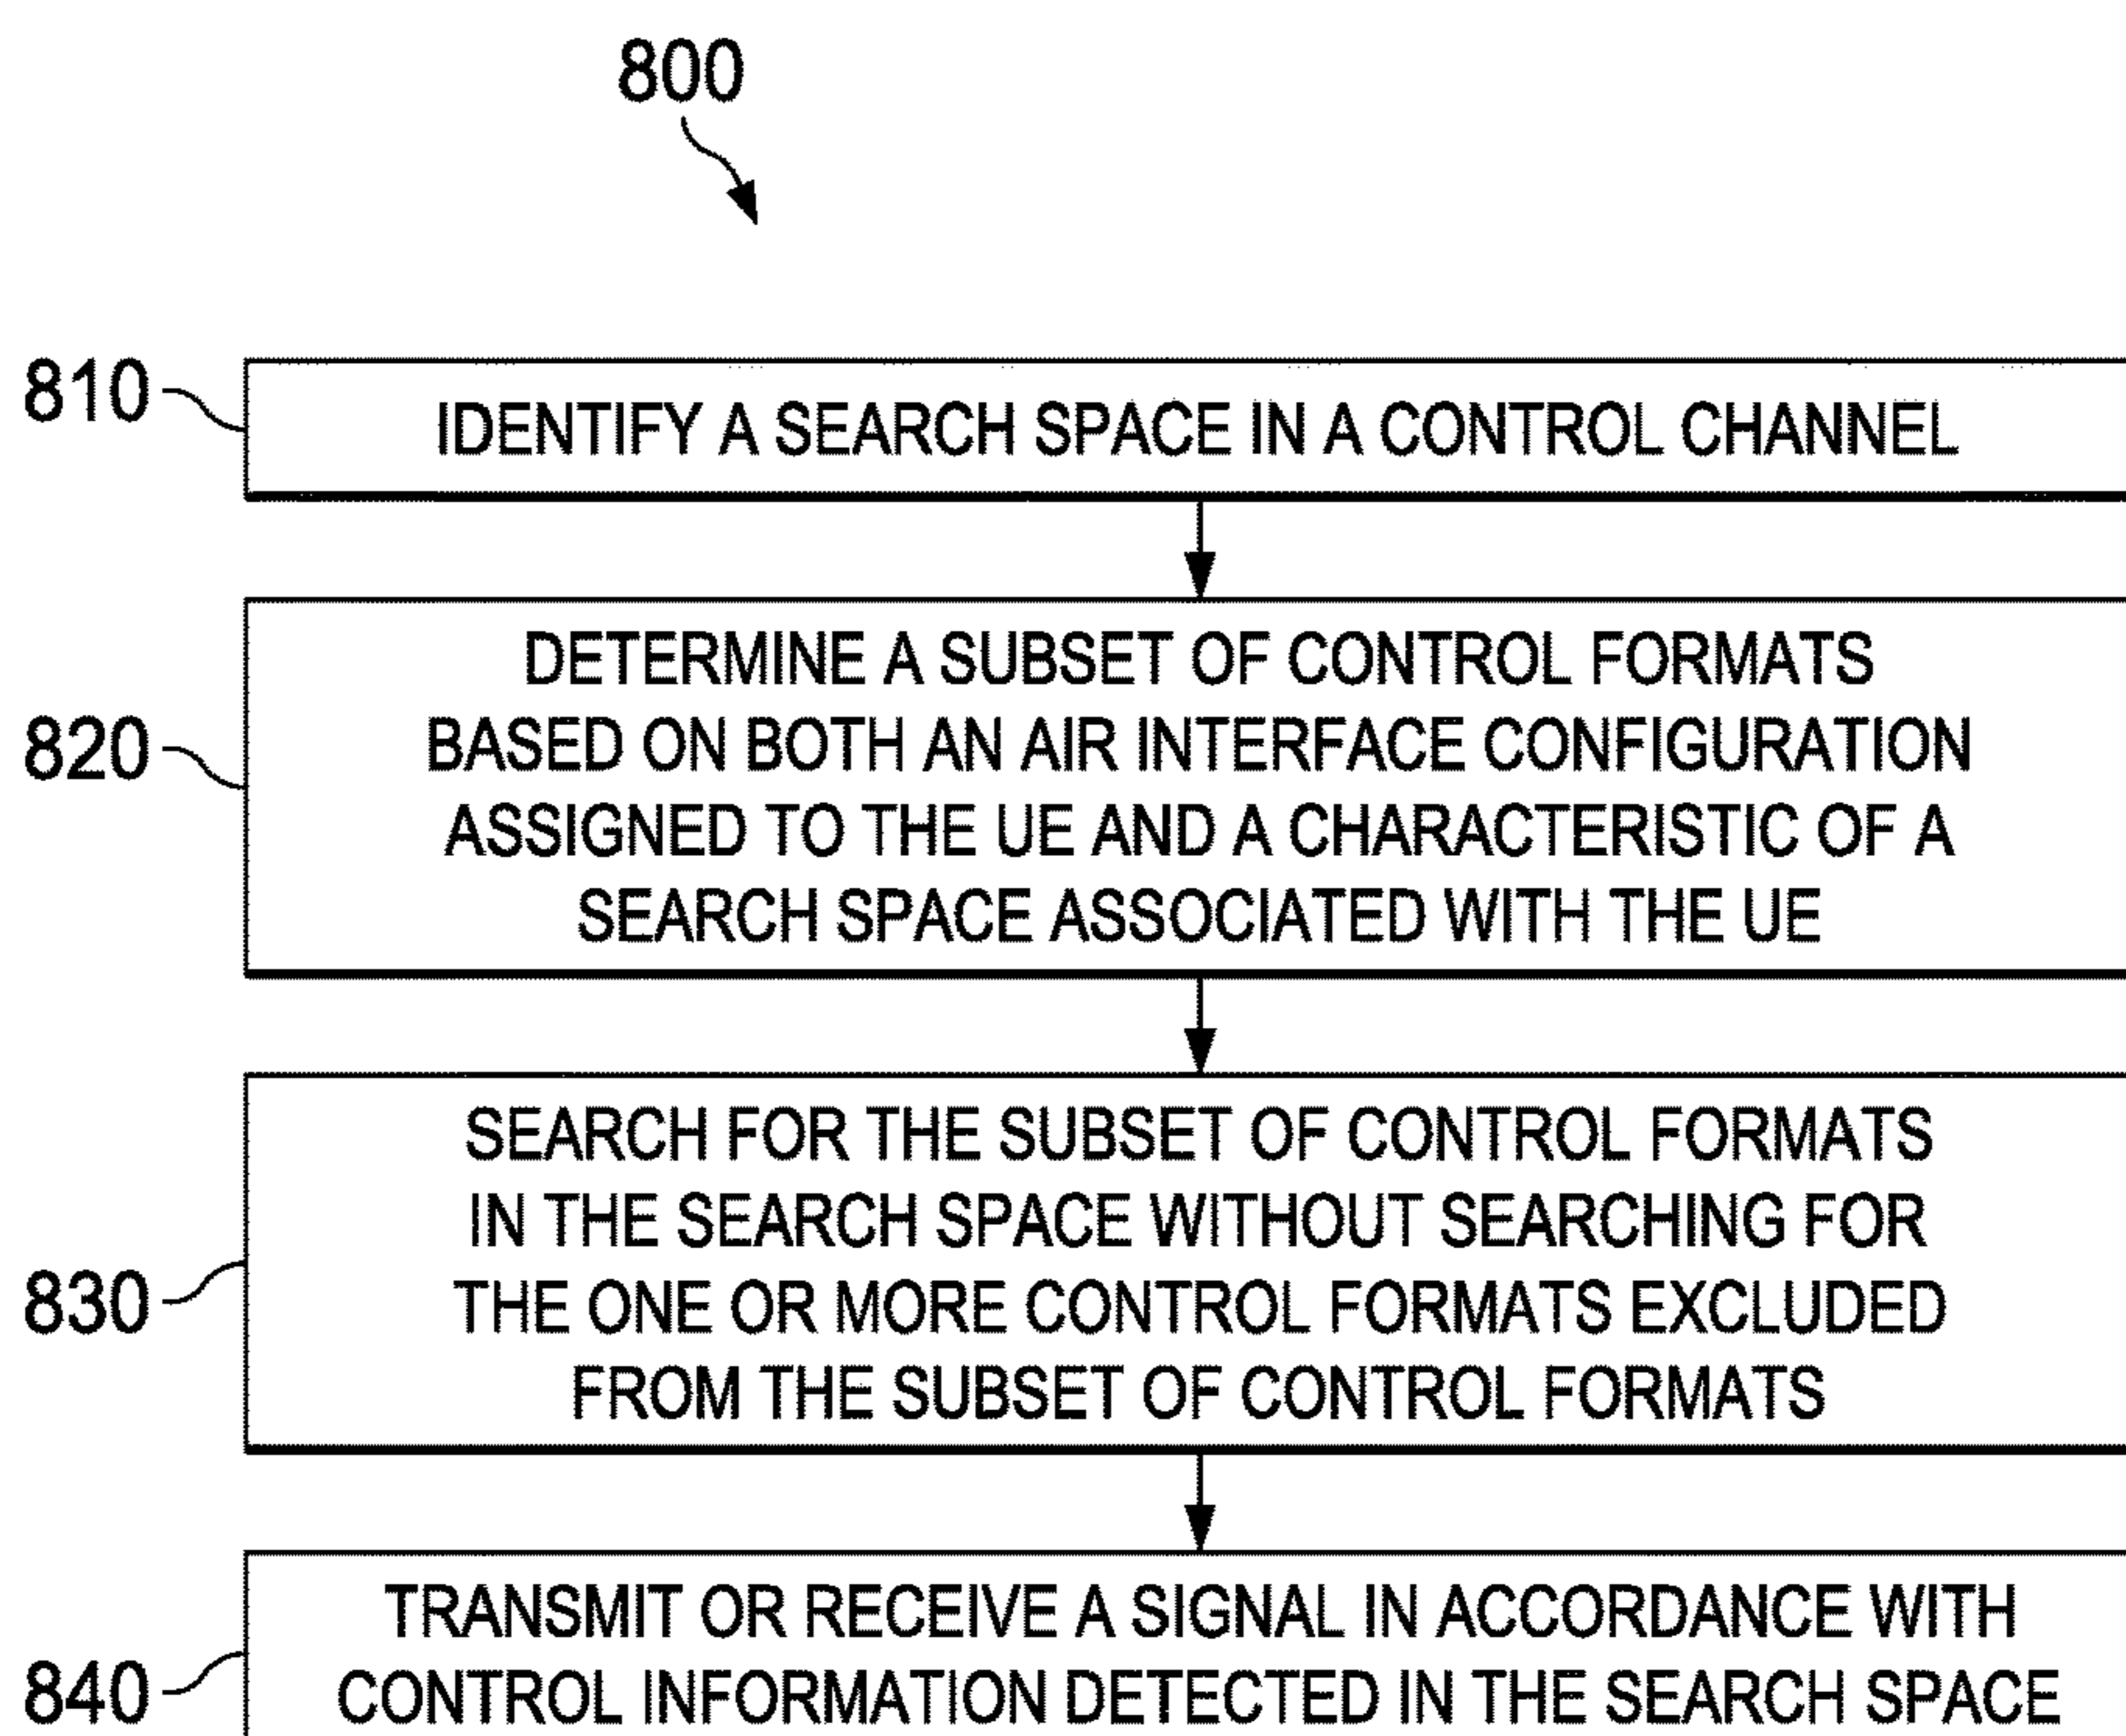 800
810
IDENTIFY A SEARCH SPACE IN A CONTROL CHANNEL
820
DETERMINE A SUBSET OF CONTROL FORMATS
BASED ON BOTH AN AIR INTERFACE CONFIGURATION
ASSIGNED TO THE UE AND A CHARACTERISTIC OF A
SEARCH SPACE ASSOCIATED WITH THE UE
830
SEARCH FOR THE SUBSET OF CONTROL FORMATS
IN THE SEARCH SPACE WITHOUT SEARCHING FOR
THE ONE OR MORE CONTROL FORMATS EXCLUDED
FROM THE SUBSET OF CONTROL FORMATS
840
TRANSMIT OR RECEIVE A SIGNAL IN ACCORDANCE WITH
CONTROL INFORMATION DETECTED IN THE SEARCH SPACE